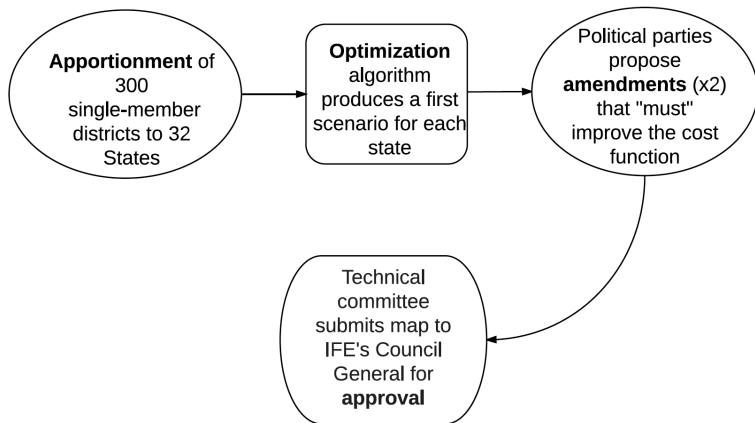 Apportionment of
300
single-member
districts to 32
States
Optimization
algorithm
produces a first
scenario for each
state
Political parties
propose
amendments (x2)
that "must"
improve the cost
function
Technical
committee
submits map to
IFE's Council
General for
approval